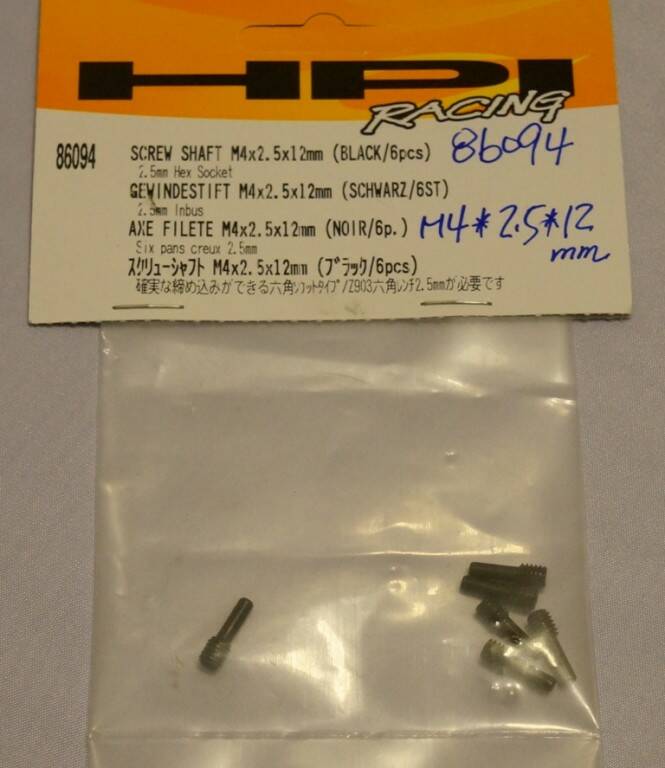 HPI
RACING
86094 SCREW SHAFT M4x2.5x12mm (BLACK/6pcs) 86094
2.5mm Hex Socket
GEWINDESTIFT M4x2.5x12mm (SCHWARZ/6ST)
2.5mm Inbus
AXE FILETE M4x2.5x12mm (NOIR/6p.) M4*2.5*12
Six pans creux 2.5mm mm
スクリューシャフト M4x2.5x12mm (ブラック/6pcs)
確実な締め込みができる六角ソケットタイプ/Z903六角レンチ2.5mmが必要です